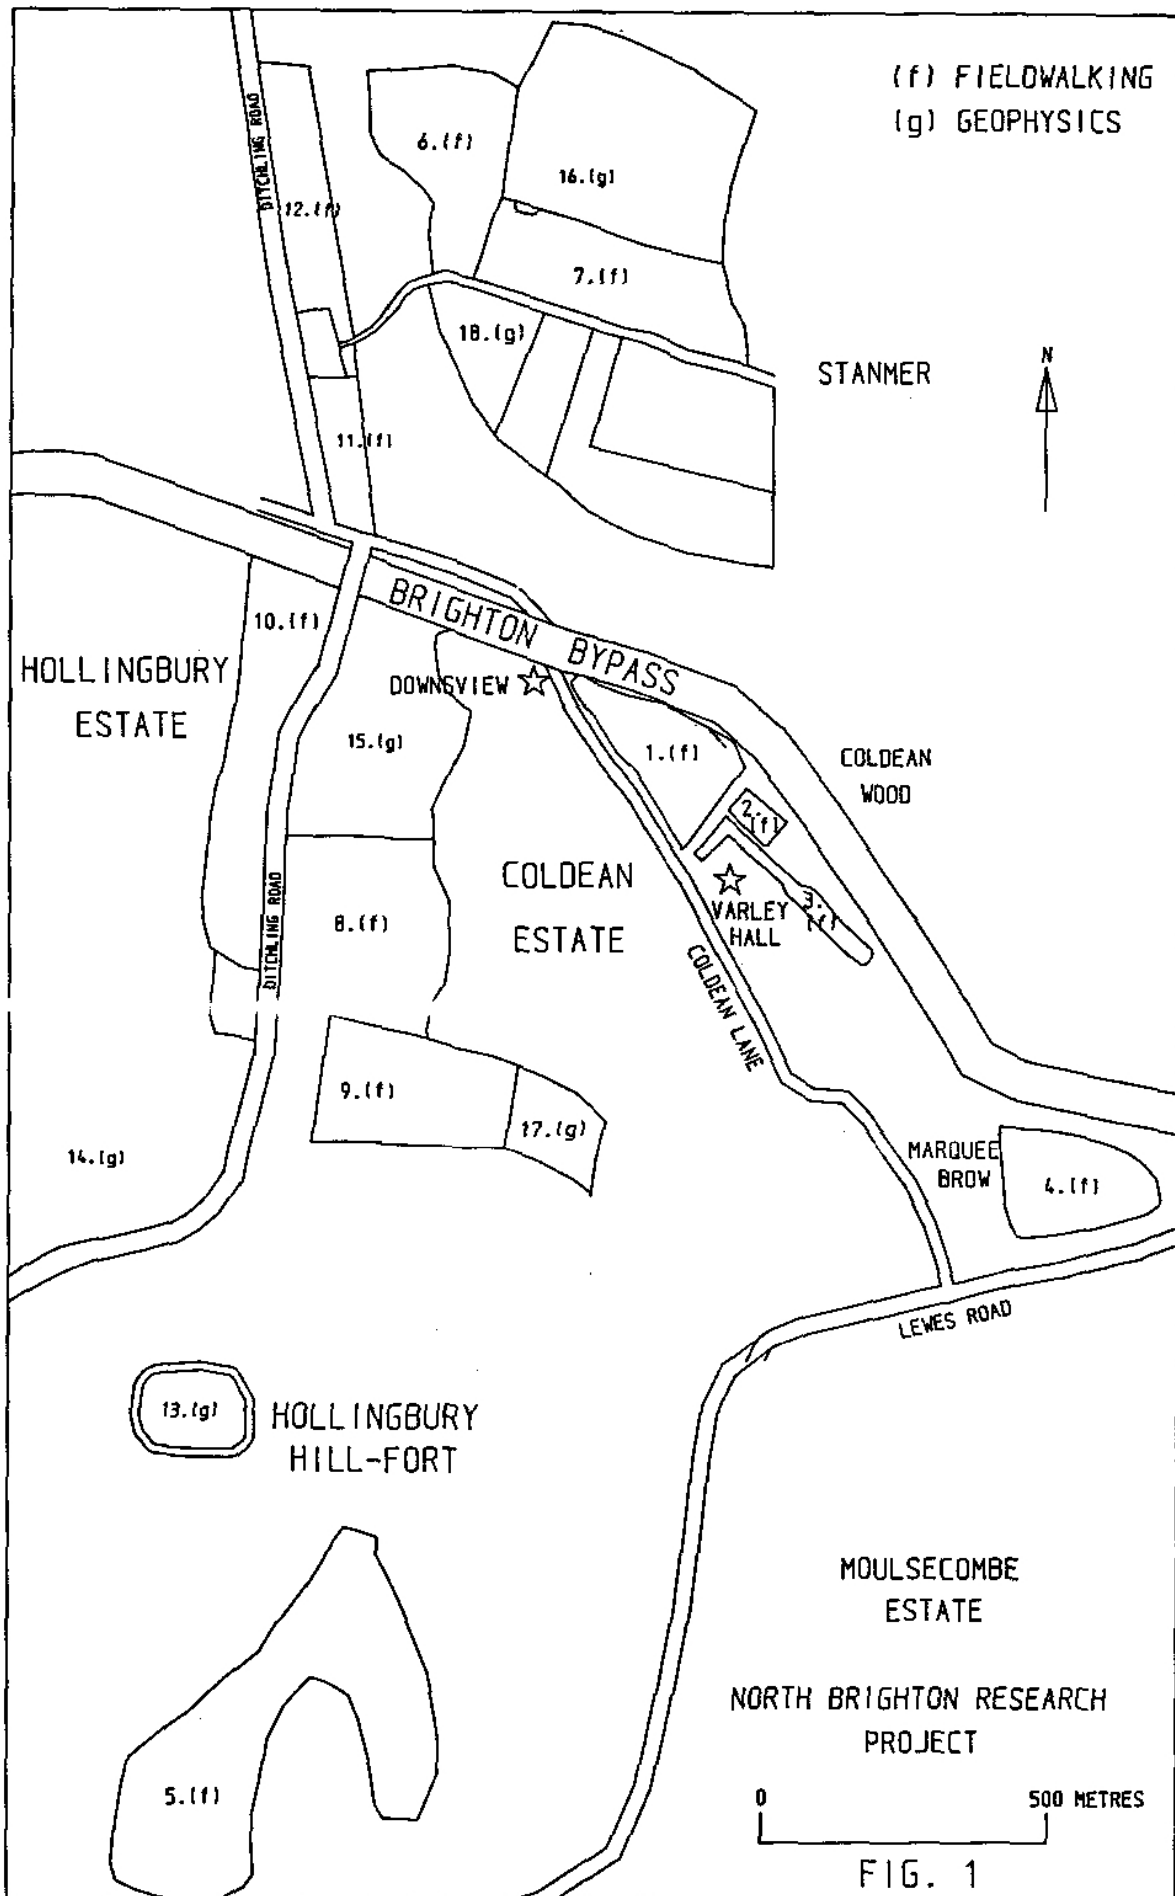 (f) FIELDWALKING
(g) GEOPHYSICS
DITCHLING ROAD
6.(f)
16.(g)
12.(f)
7.(f)
18.(g)
STANMER
N
11.(f)
BRIGHTON BYPASS
10.(f)
HOLLINGBURY
ESTATE
DOWNSVIEW
15.(g)
1.(f)
COLDEAN
WOOD
2.
(f)
COLDEAN
ESTATE
VARLEY
HALL
3.
(f)
8.(f)
DITCHLING ROAD
COLDEAN LANE
9.(f)
17.(g)
14.(g)
MARQUEE
BROW
4.(f)
LEWES ROAD
13.(g)
HOLLINGBURY
HILL-FORT
MOULSECOMBE
ESTATE
NORTH BRIGHTON RESEARCH
PROJECT
5.(f)
0
500 METRES
FIG. 1